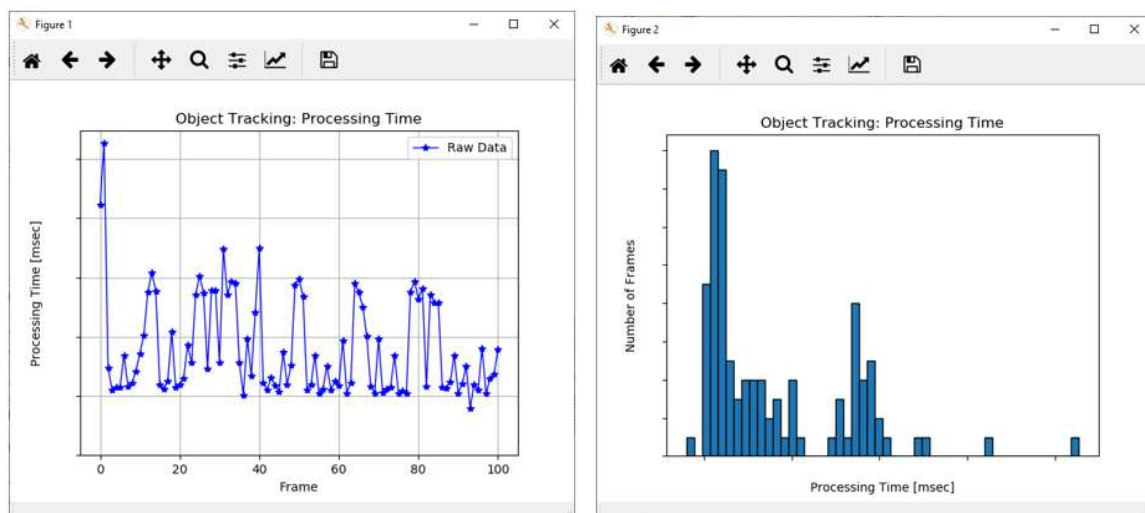 Figure 1
Object Tracking: Processing Time
Raw Data
Processing Time [msec]
0
20
40
60
80
100
Frame
Figure 2
Object Tracking: Processing Time
Number of Frames
Processing Time [msec]